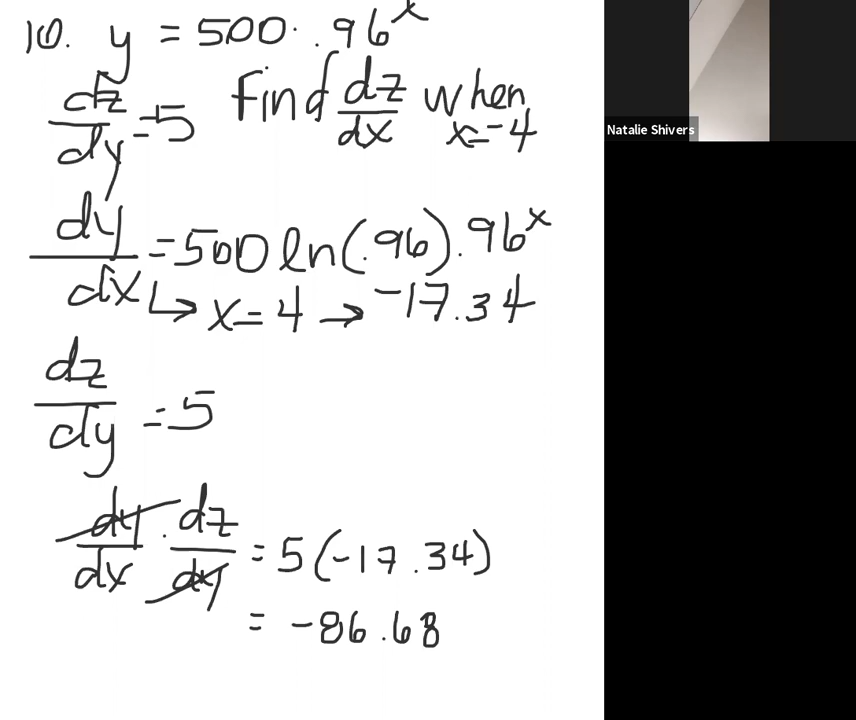 10. y = 500 · .96^x
dz/dy = 5 Find dz/dx when x=-4
dy/dx = 500 ln(.96) .96^x
↳ x = 4 → -17.34
dz/dy = 5
dy/dx · dz/dy = 5(-17.34)
= -86.68
Natalie Shivers